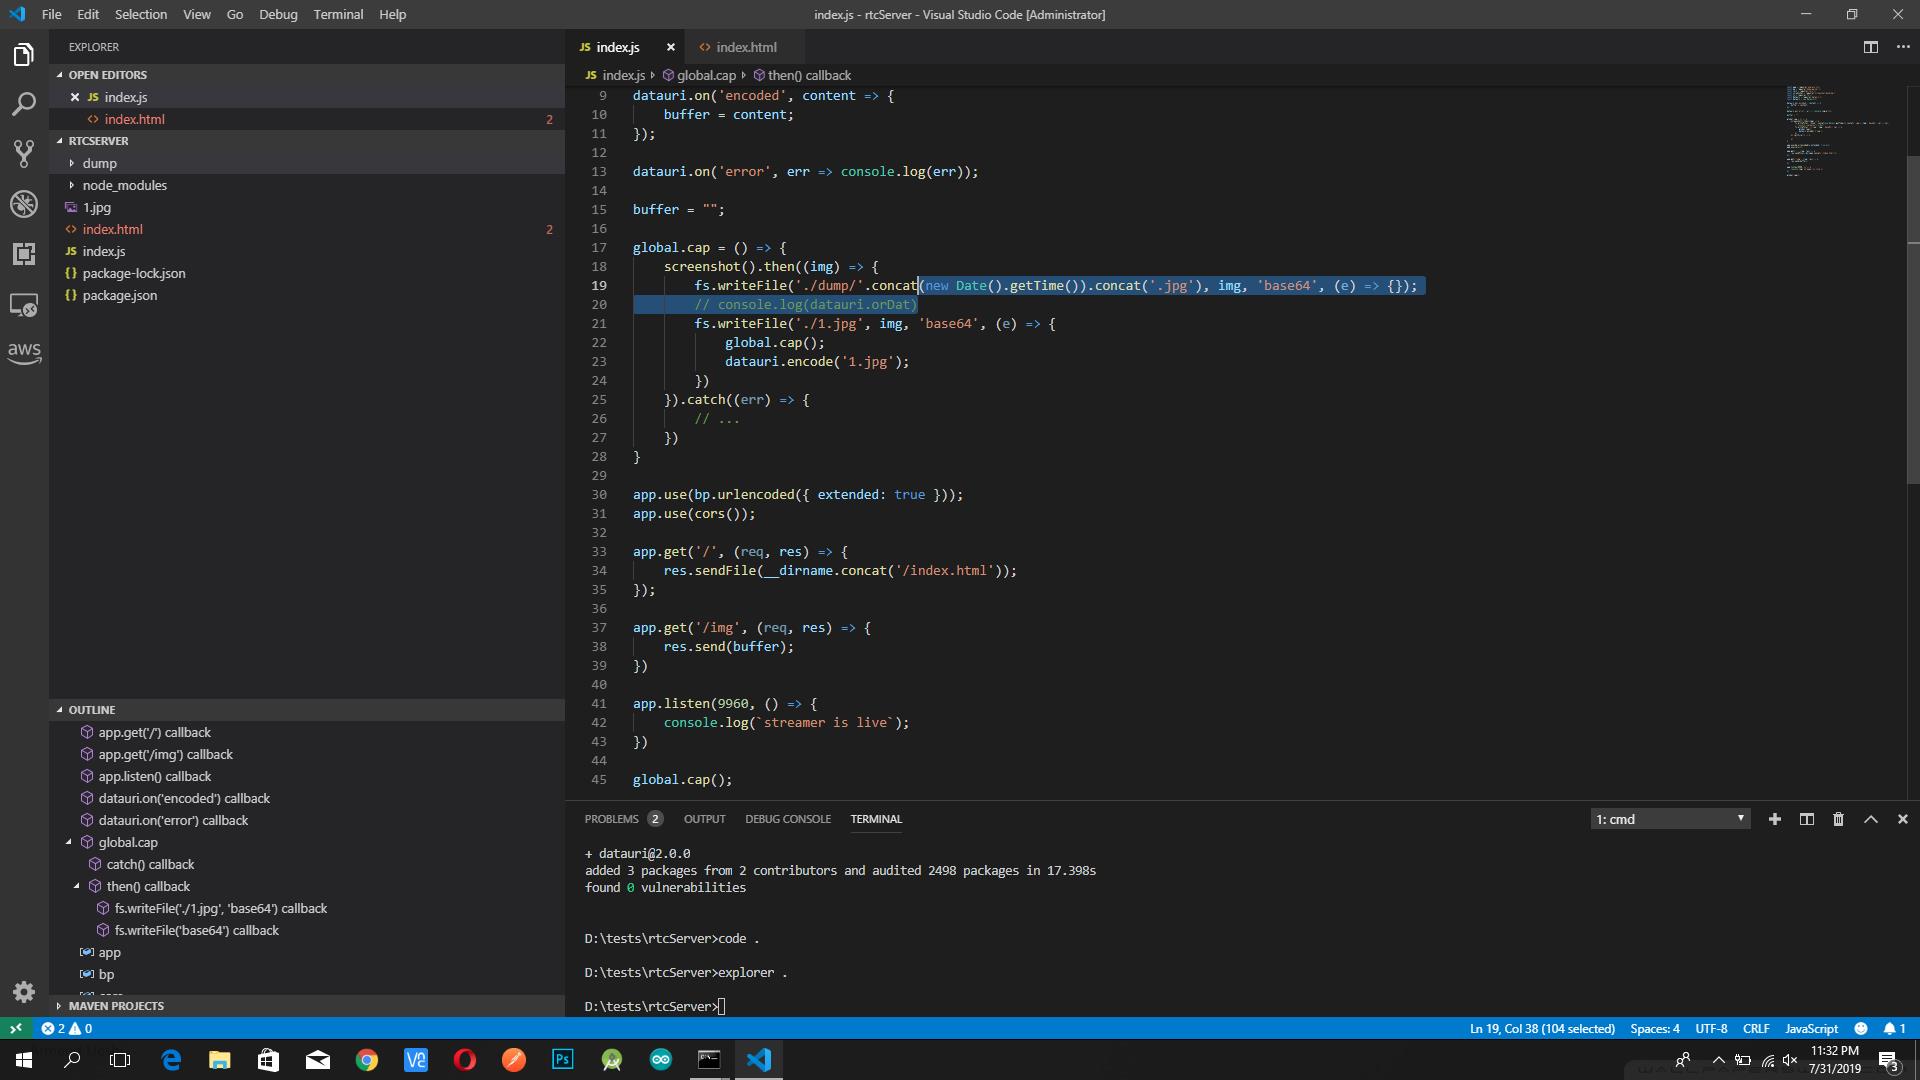 File Edit Selection View Go Debug Terminal Help
index.js - rtcServer - Visual Studio Code [Administrator]
EXPLORER
OPEN EDITORS
JS index.js
<> index.html 2
RTCSERVER
dump
node_modules
1.jpg
<> index.html 2
JS index.js
{} package-lock.json
{} package.json
aws
OUTLINE
app.get('/') callback
app.get('/img') callback
app.listen() callback
datauri.on('encoded') callback
datauri.on('error') callback
global.cap
catch() callback
then() callback
fs.writeFile('./1.jpg', 'base64') callback
fs.writeFile('base64') callback
app
bp
MAVEN PROJECTS
JS index.js <> index.html
JS index.js global.cap then() callback
9 datauri.on('encoded', content => {
10 buffer = content;
11 });
12
13 datauri.on('error', err => console.log(err));
14
15 buffer = "";
16
17 global.cap = () => {
18 screenshot().then((img) => {
19 fs.writeFile('./dump/'.concat(new Date().getTime()).concat('.jpg'), img, 'base64', (e) => {});
20 // console.log(datauri.orDat)
21 fs.writeFile('./1.jpg', img, 'base64', (e) => {
22 global.cap();
23 datauri.encode('1.jpg');
24 })
25 }).catch((err) => {
26 // ...
27 })
28 }
29
30 app.use(bp.urlencoded({ extended: true }));
31 app.use(cors());
32
33 app.get('/', (req, res) => {
34 res.sendFile(__dirname.concat('/index.html'));
35 });
36
37 app.get('/img', (req, res) => {
38 res.send(buffer);
39 })
40
41 app.listen(9960, () => {
42 console.log(`streamer is live`);
43 })
44
45 global.cap();
PROBLEMS 2 OUTPUT DEBUG CONSOLE TERMINAL 1: cmd
+ datauri@2.0.0
added 3 packages from 2 contributors and audited 2498 packages in 17.398s
found 0 vulnerabilities
D:\tests\rtcServer>code .
D:\tests\rtcServer>explorer .
D:\tests\rtcServer>
2 0 Ln 19, Col 38 (104 selected) Spaces: 4 UTF-8 CRLF JavaScript 1
Ps
11:32 PM
7/31/2019
3